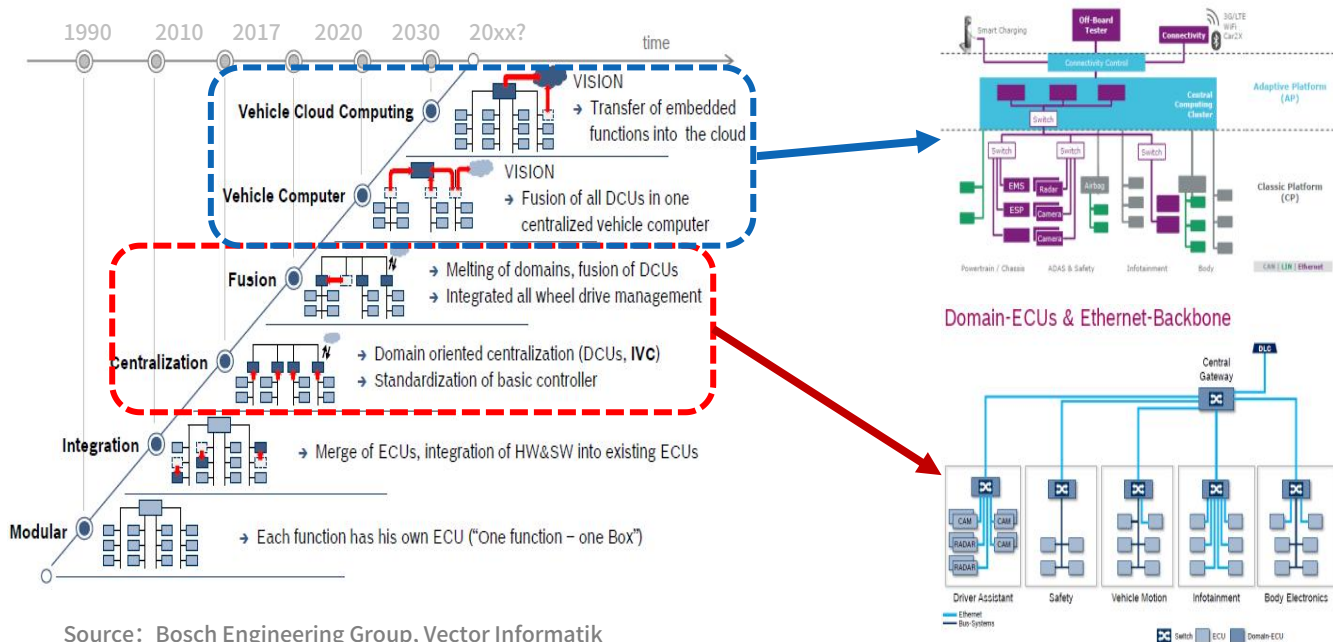 1990 2010 2017 2020 2030 20xx?
time
Vehicle Cloud Computing
VISION
→ Transfer of embedded
functions into the cloud
Vehicle Computer
VISION
→ Fusion of all DCUs in one
centralized vehicle computer
Fusion
→ Melting of domains, fusion of DCUs
→ Integrated all wheel drive management
Centralization
→ Domain oriented centralization (DCUs, IVC)
→ Standardization of basic controller
Integration
→ Merge of ECUs, integration of HW&SW into existing ECUs
Modular
→ Each function has his own ECU ("One function – one Box")
Source：Bosch Engineering Group, Vector Informatik
Smart Charging
Off-Board
Tester
Connectivity
3G/LTE
WiFi
Car2X
Connectivity Control
Central
Computing
Cluster
Adaptive Platform
(AP)
Switch
Switch
Switch
Switch
EMS
Radar
Airbag
ESP
Camera
Camera
Classic Platform
(CP)
Powertrain / Chassis
ADAS & Safety
Infotainment
Body
CAN | LIN | Ethernet
Domain-ECUs & Ethernet-Backbone
DLC
Central
Gateway
CAM
CAM
RADAR
CAM
RADAR
Driver Assistant
Safety
Vehicle Motion
Infotainment
Body Electronics
Ethernet
Bus-Systems
Switch
ECU
Domain-ECU